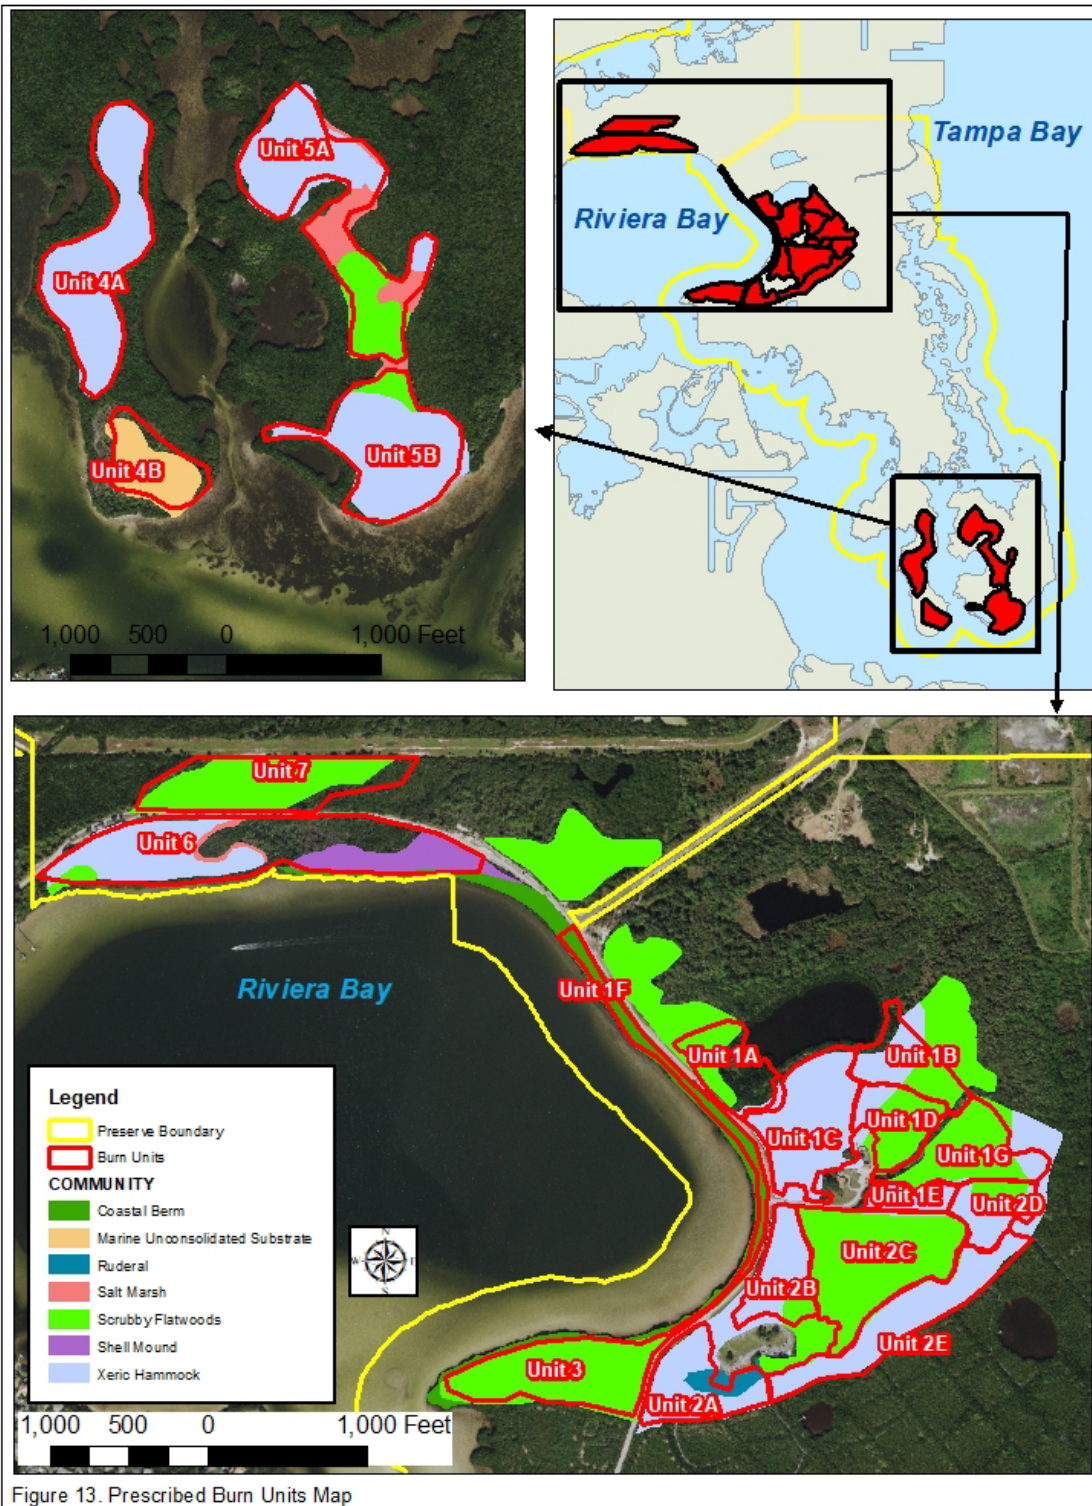 Unit 5A
Unit 4A
Unit 4B
Unit 5B
1,000 500 0 1,000 Feet
Tampa Bay
Riviera Bay
Unit 7
Unit 6
Riviera Bay
Unit 1F
Unit 1A
Unit 1B
Unit 1D
Unit 1C
Unit 1G
Unit 1E
Unit 2D
Unit 2C
Unit 2B
Unit 2E
Unit 3
Unit 2A
N
W E
S
Legend
Preserve Boundary
Burn Units
COMMUNITY
Coastal Berm
Marine Unconsolidated Substrate
Ruderal
Salt Marsh
Scrubby Flatwoods
Shell Mound
Xeric Hammock
1,000 500 0 1,000 Feet
Figure 13. Prescribed Burn Units Map